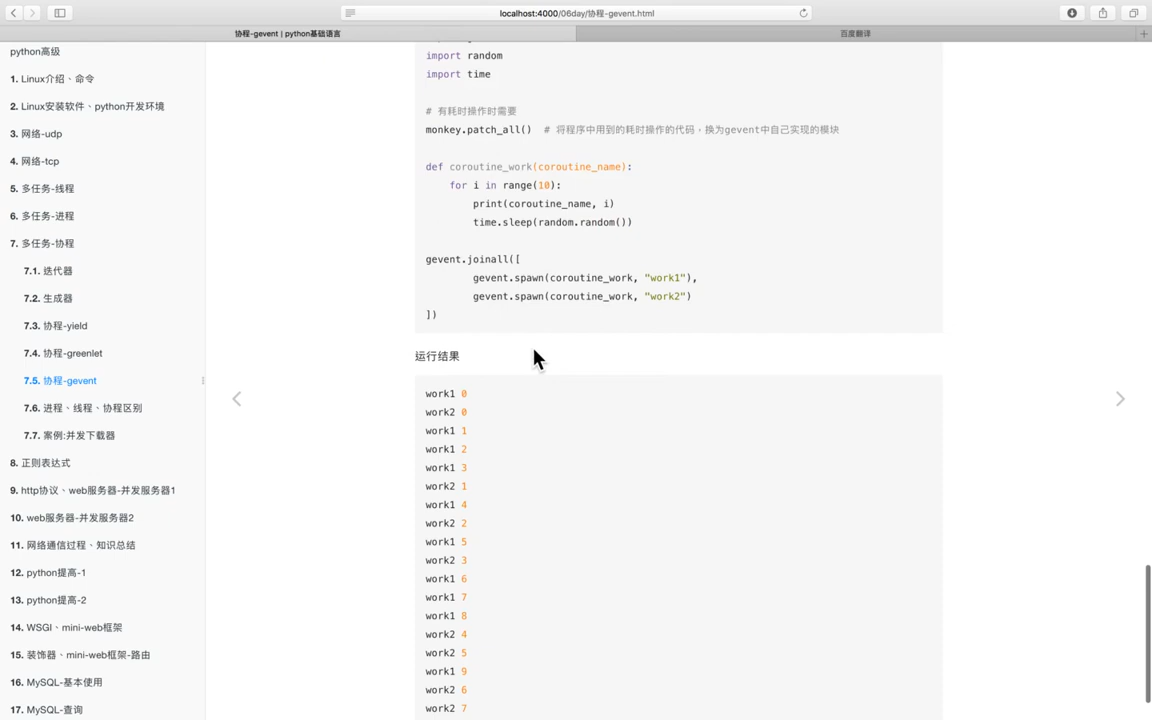 localhost:4000/06day/协程-gevent.html
协程-gevent | python基础语言
百度翻译
python高级
1. Linux介绍、命令
2. Linux安装软件、python开发环境
3. 网络-udp
4. 网络-tcp
5. 多任务-线程
6. 多任务-进程
7. 多任务-协程
7.1. 迭代器
7.2. 生成器
7.3. 协程-yield
7.4. 协程-greenlet
7.5. 协程-gevent
7.6. 进程、线程、协程区别
7.7. 案例:并发下载器
8. 正则表达式
9. http协议、web服务器-并发服务器1
10. web服务器-并发服务器2
11. 网络通信过程、知识总结
12. python提高-1
13. python提高-2
14. WSGI、mini-web框架
15. 装饰器、mini-web框架-路由
16. MySQL-基本使用
17. MySQL-查询
import random
import time
# 有耗时操作时需要
monkey.patch_all()  # 将程序中用到的耗时操作的代码，换为gevent中自己实现的模块
def coroutine_work(coroutine_name):
    for i in range(10):
        print(coroutine_name, i)
        time.sleep(random.random())
gevent.joinall([
        gevent.spawn(coroutine_work, "work1"),
        gevent.spawn(coroutine_work, "work2")
])
运行结果
work1 0
work2 0
work1 1
work1 2
work1 3
work2 1
work1 4
work2 2
work1 5
work2 3
work1 6
work1 7
work1 8
work2 4
work2 5
work1 9
work2 6
work2 7